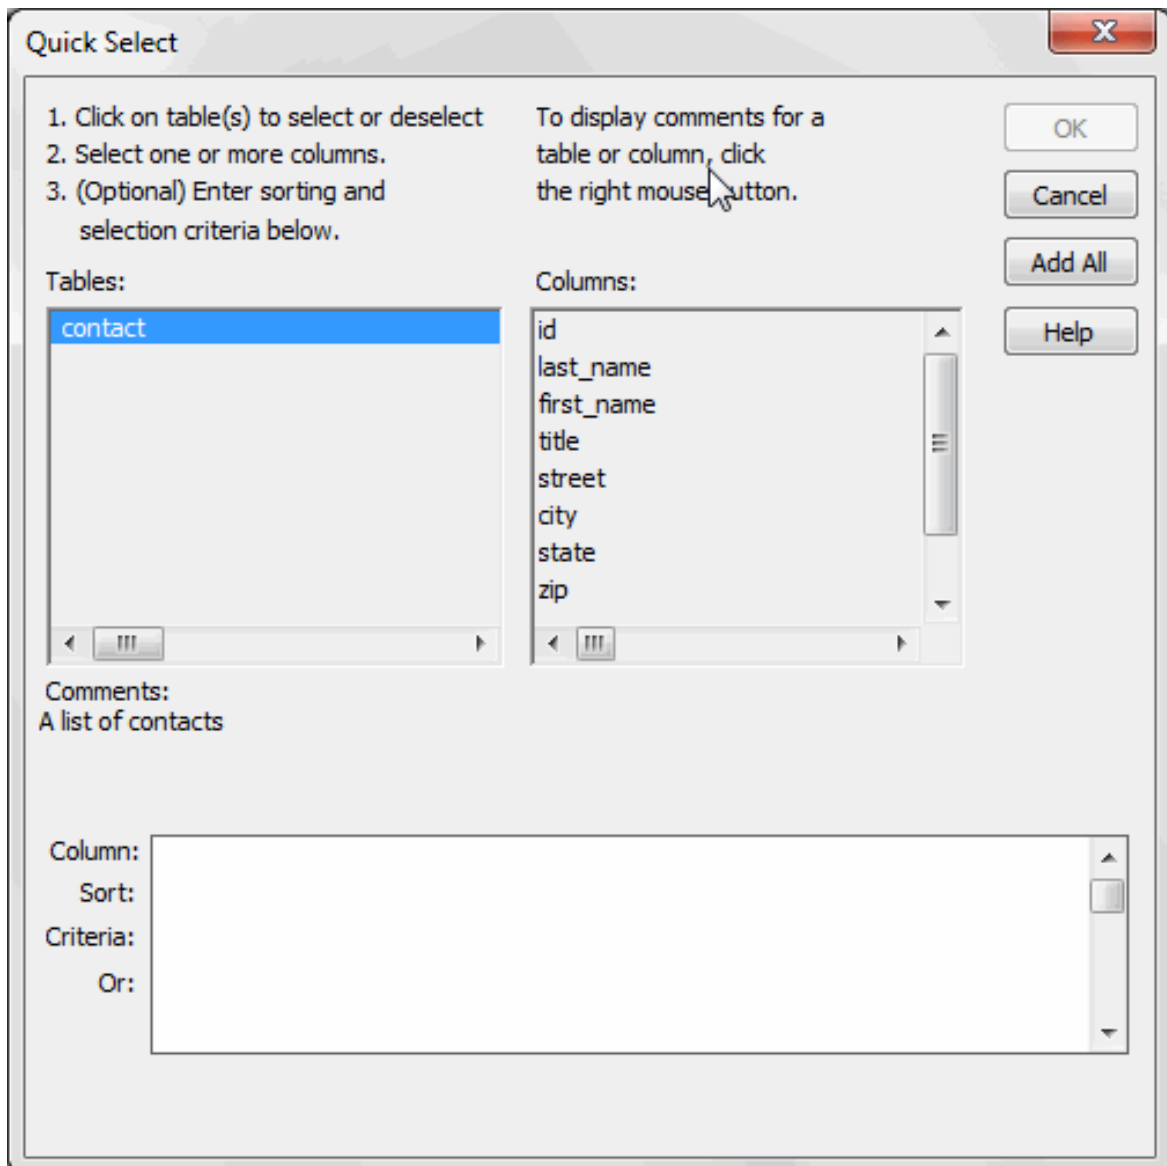 Quick Select
1. Click on table(s) to select or deselect
2. Select one or more columns.
3. (Optional) Enter sorting and
selection criteria below.
To display comments for a
table or column, click
the right mouse button.
OK
Cancel
Add All
Help
Tables:
contact
Columns:
id
last_name
first_name
title
street
city
state
zip
Comments:
A list of contacts
Column:
Sort:
Criteria:
Or: